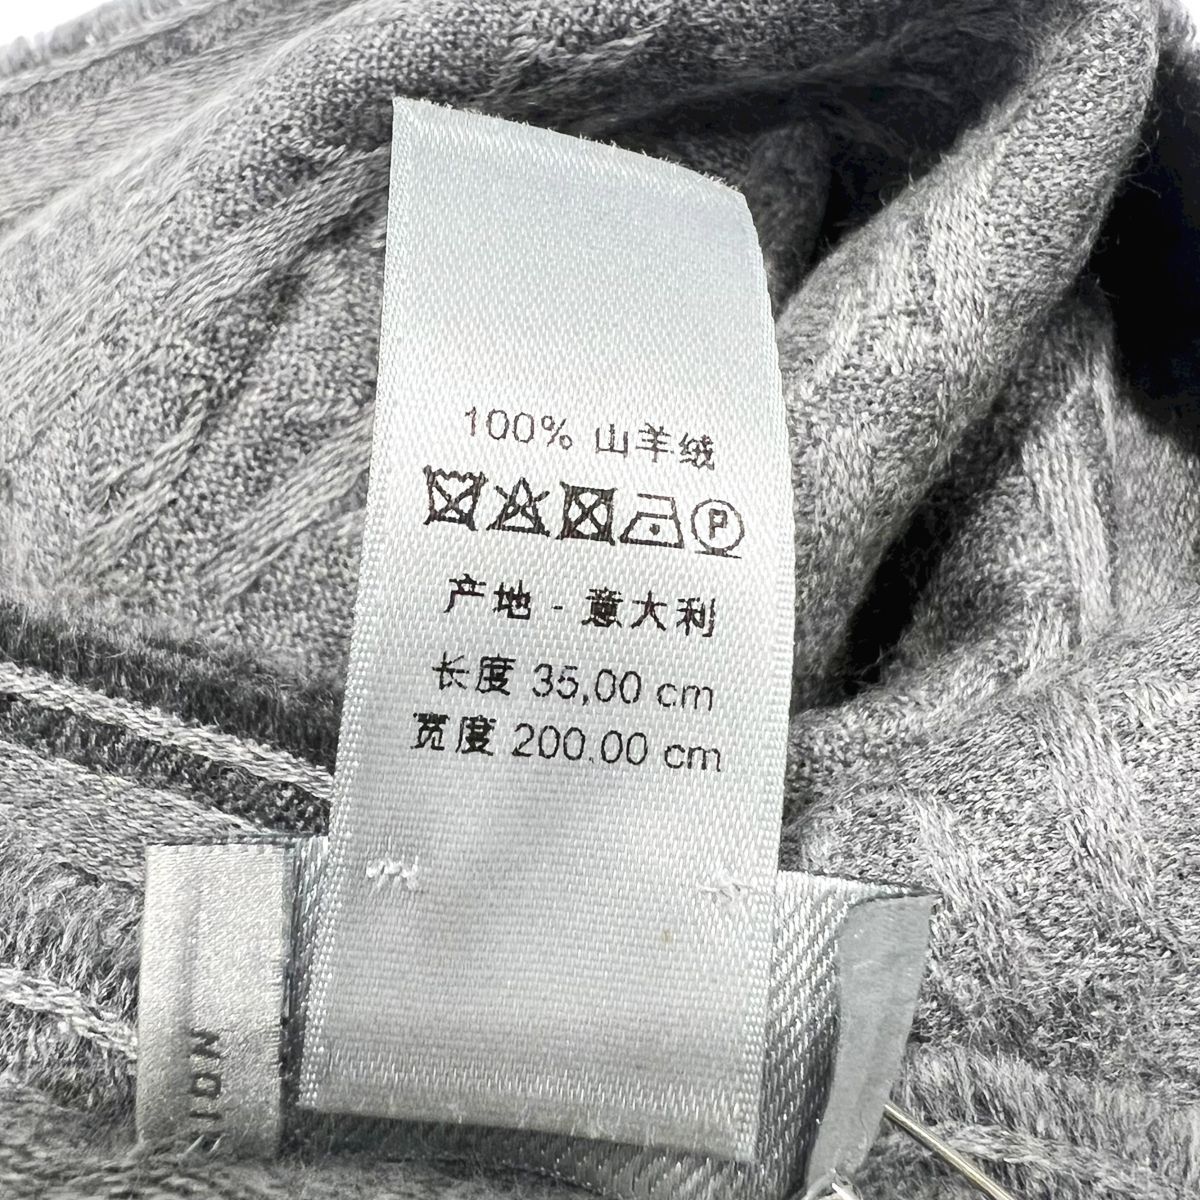 100% 山羊绒
P
产地 - 意大利
长度 35,00 cm
宽度 200,00 cm